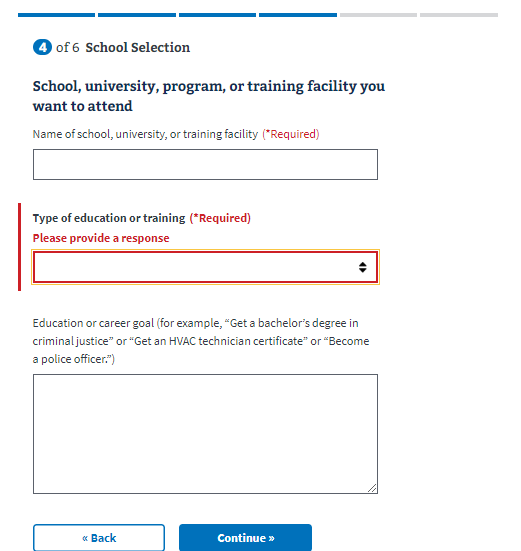 4 of 6 School Selection
School, university, program, or training facility you
want to attend
Name of school, university, or training facility (*Required)
Type of education or training (*Required)
Please provide a response
Education or career goal (for example, “Get a bachelor’s degree in
criminal justice” or “Get an HVAC technician certificate” or “Become
a police officer.”)
« Back
Continue »